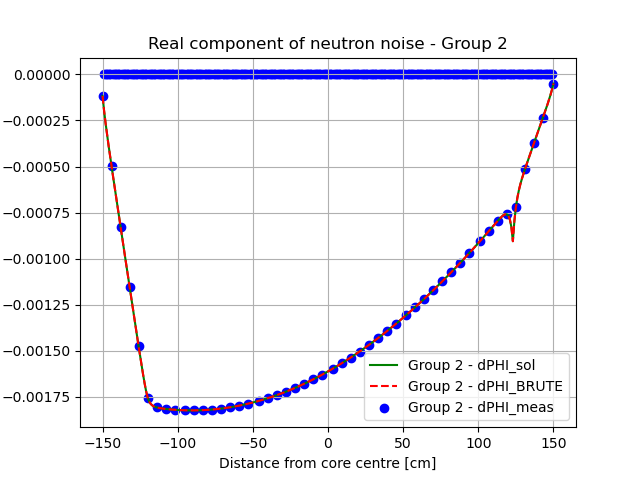 Real component of neutron noise - Group 2
0.00000
−0.00025
−0.00050
−0.00075
−0.00100
−0.00125
−0.00150
−0.00175
Group 2 - dPHI_sol
Group 2 - dPHI_BRUTE
Group 2 - dPHI_meas
−150 −100 −50 0 50 100 150
Distance from core centre [cm]